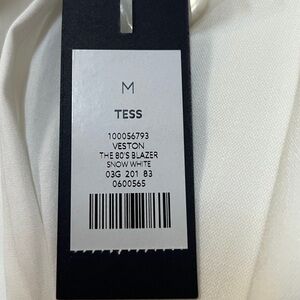 M
TESS
100056793
VESTON
THE 80'S BLAZER
SNOW WHITE
03G 201 83
0600565